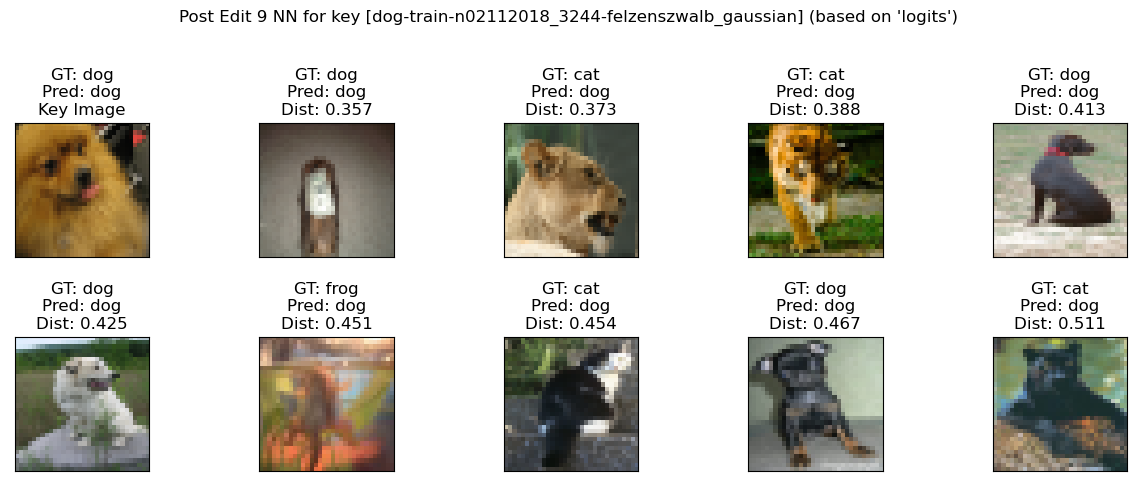 Post Edit 9 NN for key [dog-train-n02112018_3244-felzenszwalb_gaussian] (based on 'logits')
GT: dog
Pred: dog
Key Image
GT: dog
Pred: dog
Dist: 0.357
GT: cat
Pred: dog
Dist: 0.373
GT: cat
Pred: dog
Dist: 0.388
GT: dog
Pred: dog
Dist: 0.413
GT: dog
Pred: dog
Dist: 0.425
GT: frog
Pred: dog
Dist: 0.451
GT: cat
Pred: dog
Dist: 0.454
GT: dog
Pred: dog
Dist: 0.467
GT: cat
Pred: dog
Dist: 0.511